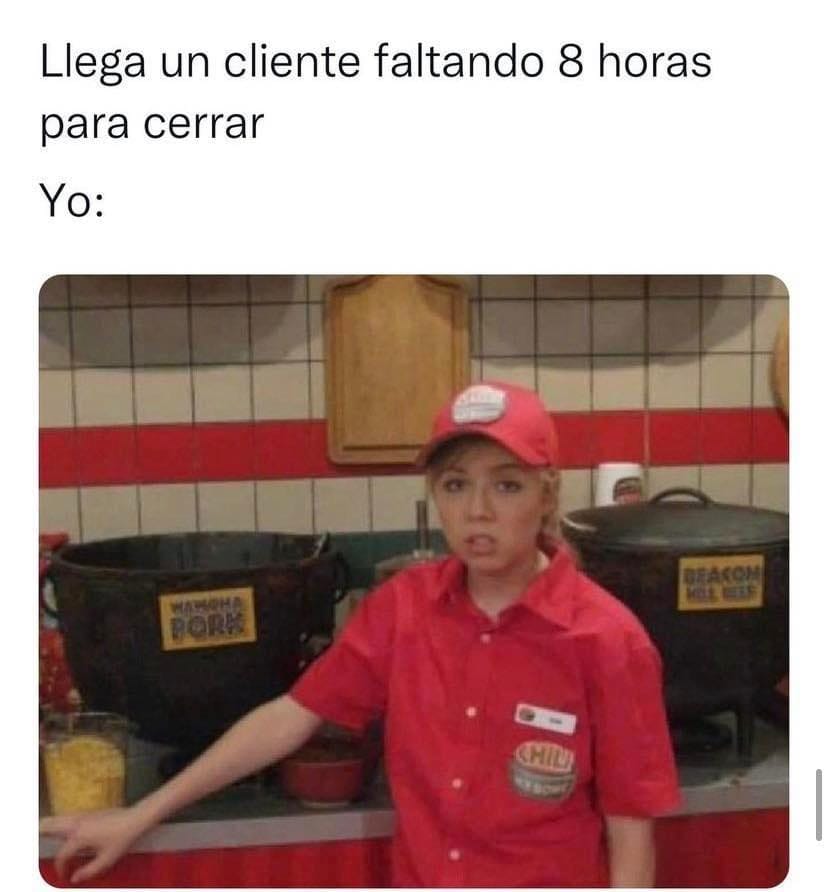 Llega un cliente faltando 8 horas
para cerrar
Yo:
PORK
BEACON
CHILI